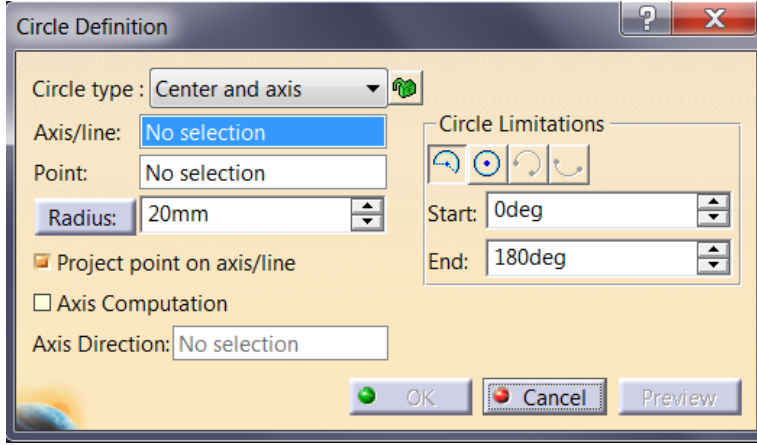 Circle Definition
? X
Circle type : Center and axis
Axis/line: No selection
Point: No selection
Radius: 20mm
Project point on axis/line
Axis Computation
Axis Direction: No selection
Circle Limitations
Start: 0deg
End: 180deg
OK Cancel Preview